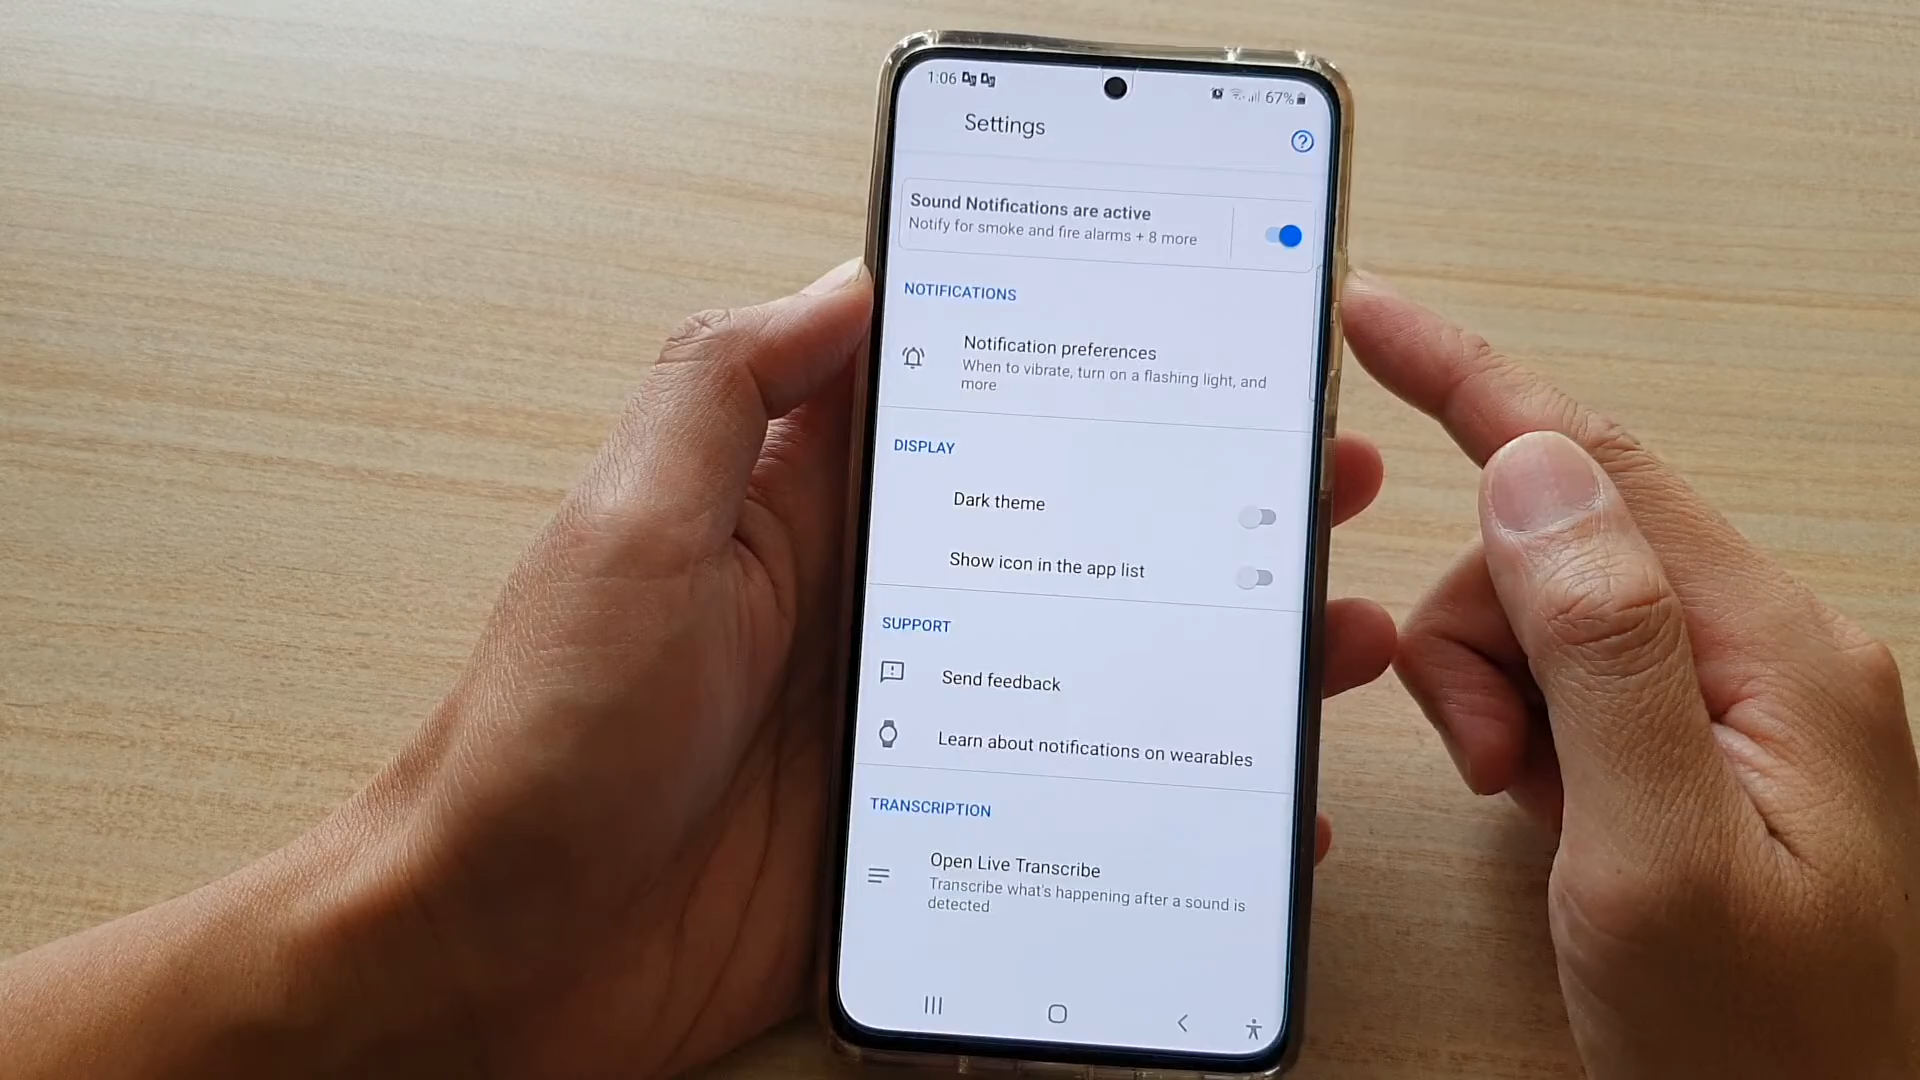 1:06
67%
Settings
Sound Notifications are active
Notify for smoke and fire alarms + 8 more
NOTIFICATIONS
Notification preferences
When to vibrate, turn on a flashing light, and
more
DISPLAY
Dark theme
Show icon in the app list
SUPPORT
Send feedback
Learn about notifications on wearables
TRANSCRIPTION
Open Live Transcribe
Transcribe what's happening after a sound is
detected